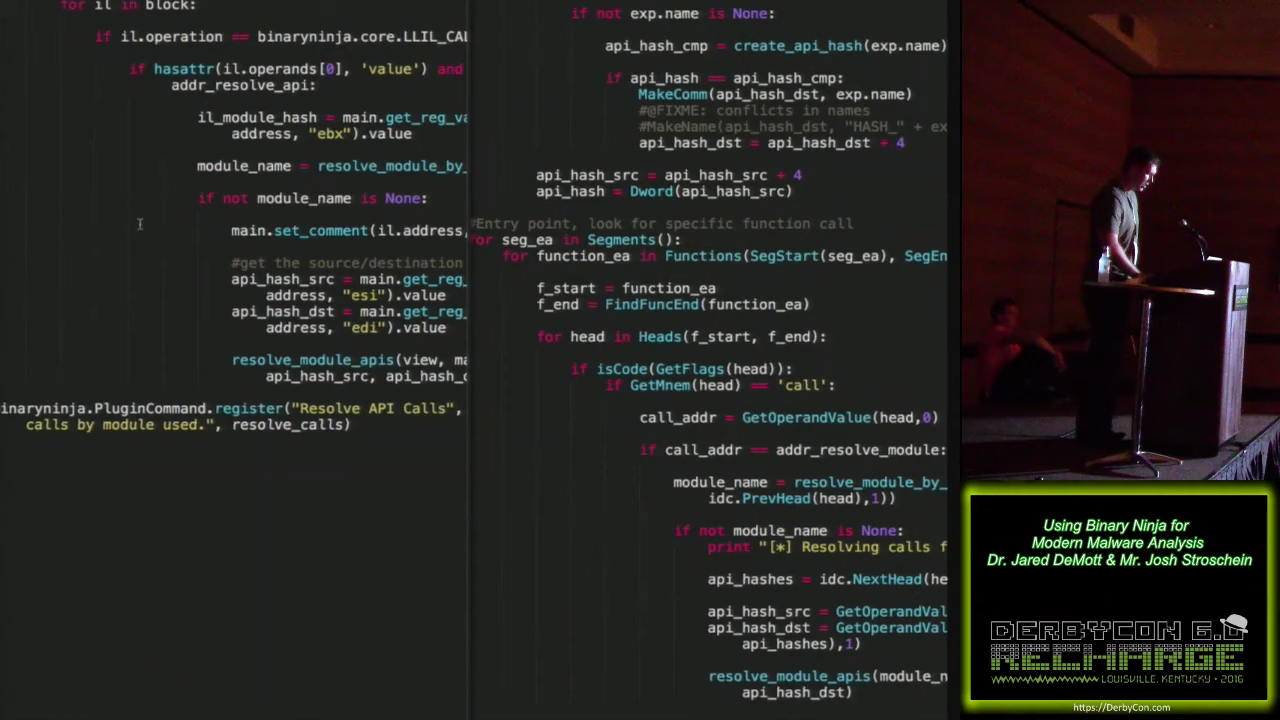 for il in block:
if il.operation == binaryninja.core.LLIL_CAL
if hasattr(il.operands[0], 'value') and
addr_resolve_api:
il_module_hash = main.get_reg_va
address, "ebx").value
module_name = resolve_module_by_
if not module_name is None:
main.set_comment(il.address,
#get the source/destination
api_hash_src = main.get_reg_
address, "esi").value
api_hash_dst = main.get_reg_
address, "edi").value
resolve_module_apis(view, ma
api_hash_src, api_hash_d
inaryninja.PluginCommand.register("Resolve API Calls",
calls by module used.", resolve_calls)
if not exp.name is None:
api_hash_cmp = create_api_hash(exp.name)
if api_hash == api_hash_cmp:
MakeComm(api_hash_dst, exp.name)
#@FIXME: conflicts in names
#MakeName(api_hash_dst, "HASH_" + ex
api_hash_dst = api_hash_dst + 4
api_hash_src = api_hash_src + 4
api_hash = Dword(api_hash_src)
#Entry point, look for specific function call
for seg_ea in Segments():
for function_ea in Functions(SegStart(seg_ea), SegEn
f_start = function_ea
f_end = FindFuncEnd(function_ea)
for head in Heads(f_start, f_end):
if isCode(GetFlags(head)):
if GetMnem(head) == 'call':
call_addr = GetOperandValue(head,0)
if call_addr == addr_resolve_module:
module_name = resolve_module_by_
idc.PrevHead(head),1))
if not module_name is None:
print "[*] Resolving calls f
api_hashes = idc.NextHead(he
api_hash_src = GetOperandVal
api_hash_dst = GetOperandVal
api_hashes),1)
resolve_module_apis(module_n
api_hash_dst)
Using Binary Ninja for
Modern Malware Analysis
Dr. Jared DeMott & Mr. Josh Stroschein
DERBYCON 6.0
RECHARGE
LOUISVILLE, KENTUCKY • 2016
https://DerbyCon.com